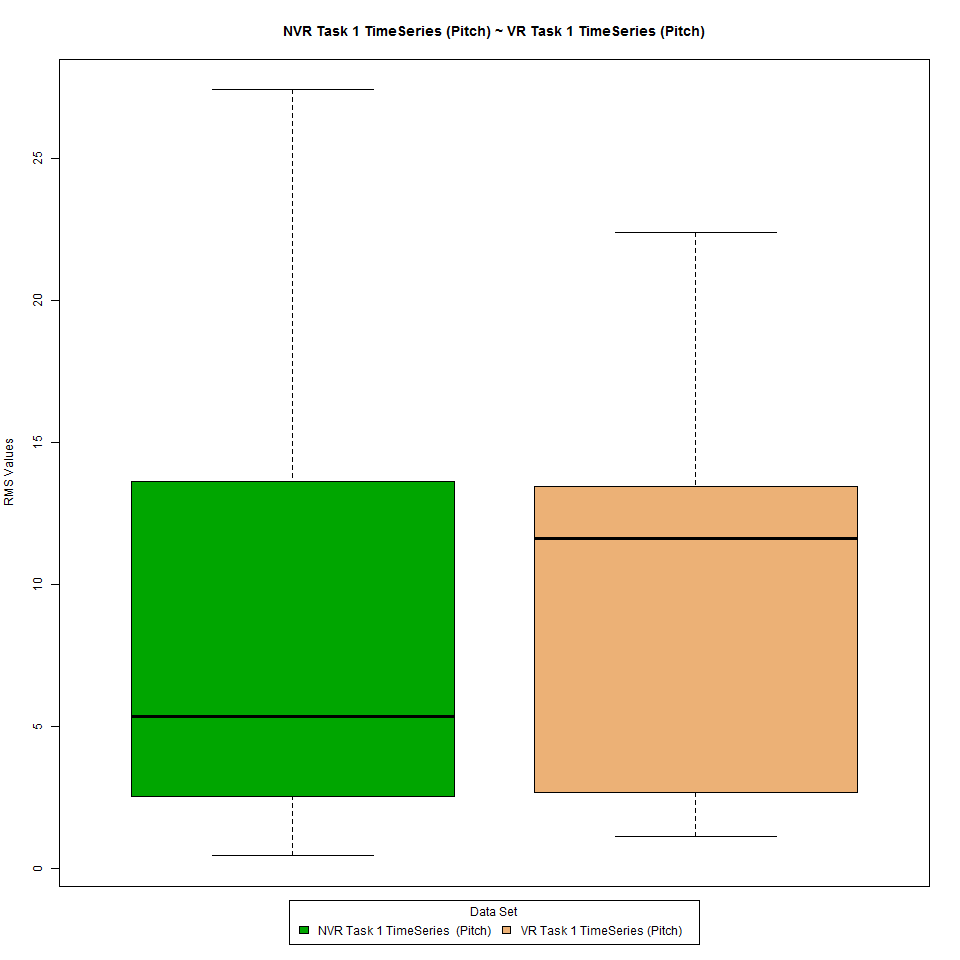 NVR Task 1 TimeSeries (Pitch) ~ VR Task 1 TimeSeries (Pitch)
RMS Values
25
20
15
10
5
0
Data Set
NVR Task 1 TimeSeries  (Pitch) VR Task 1 TimeSeries (Pitch)